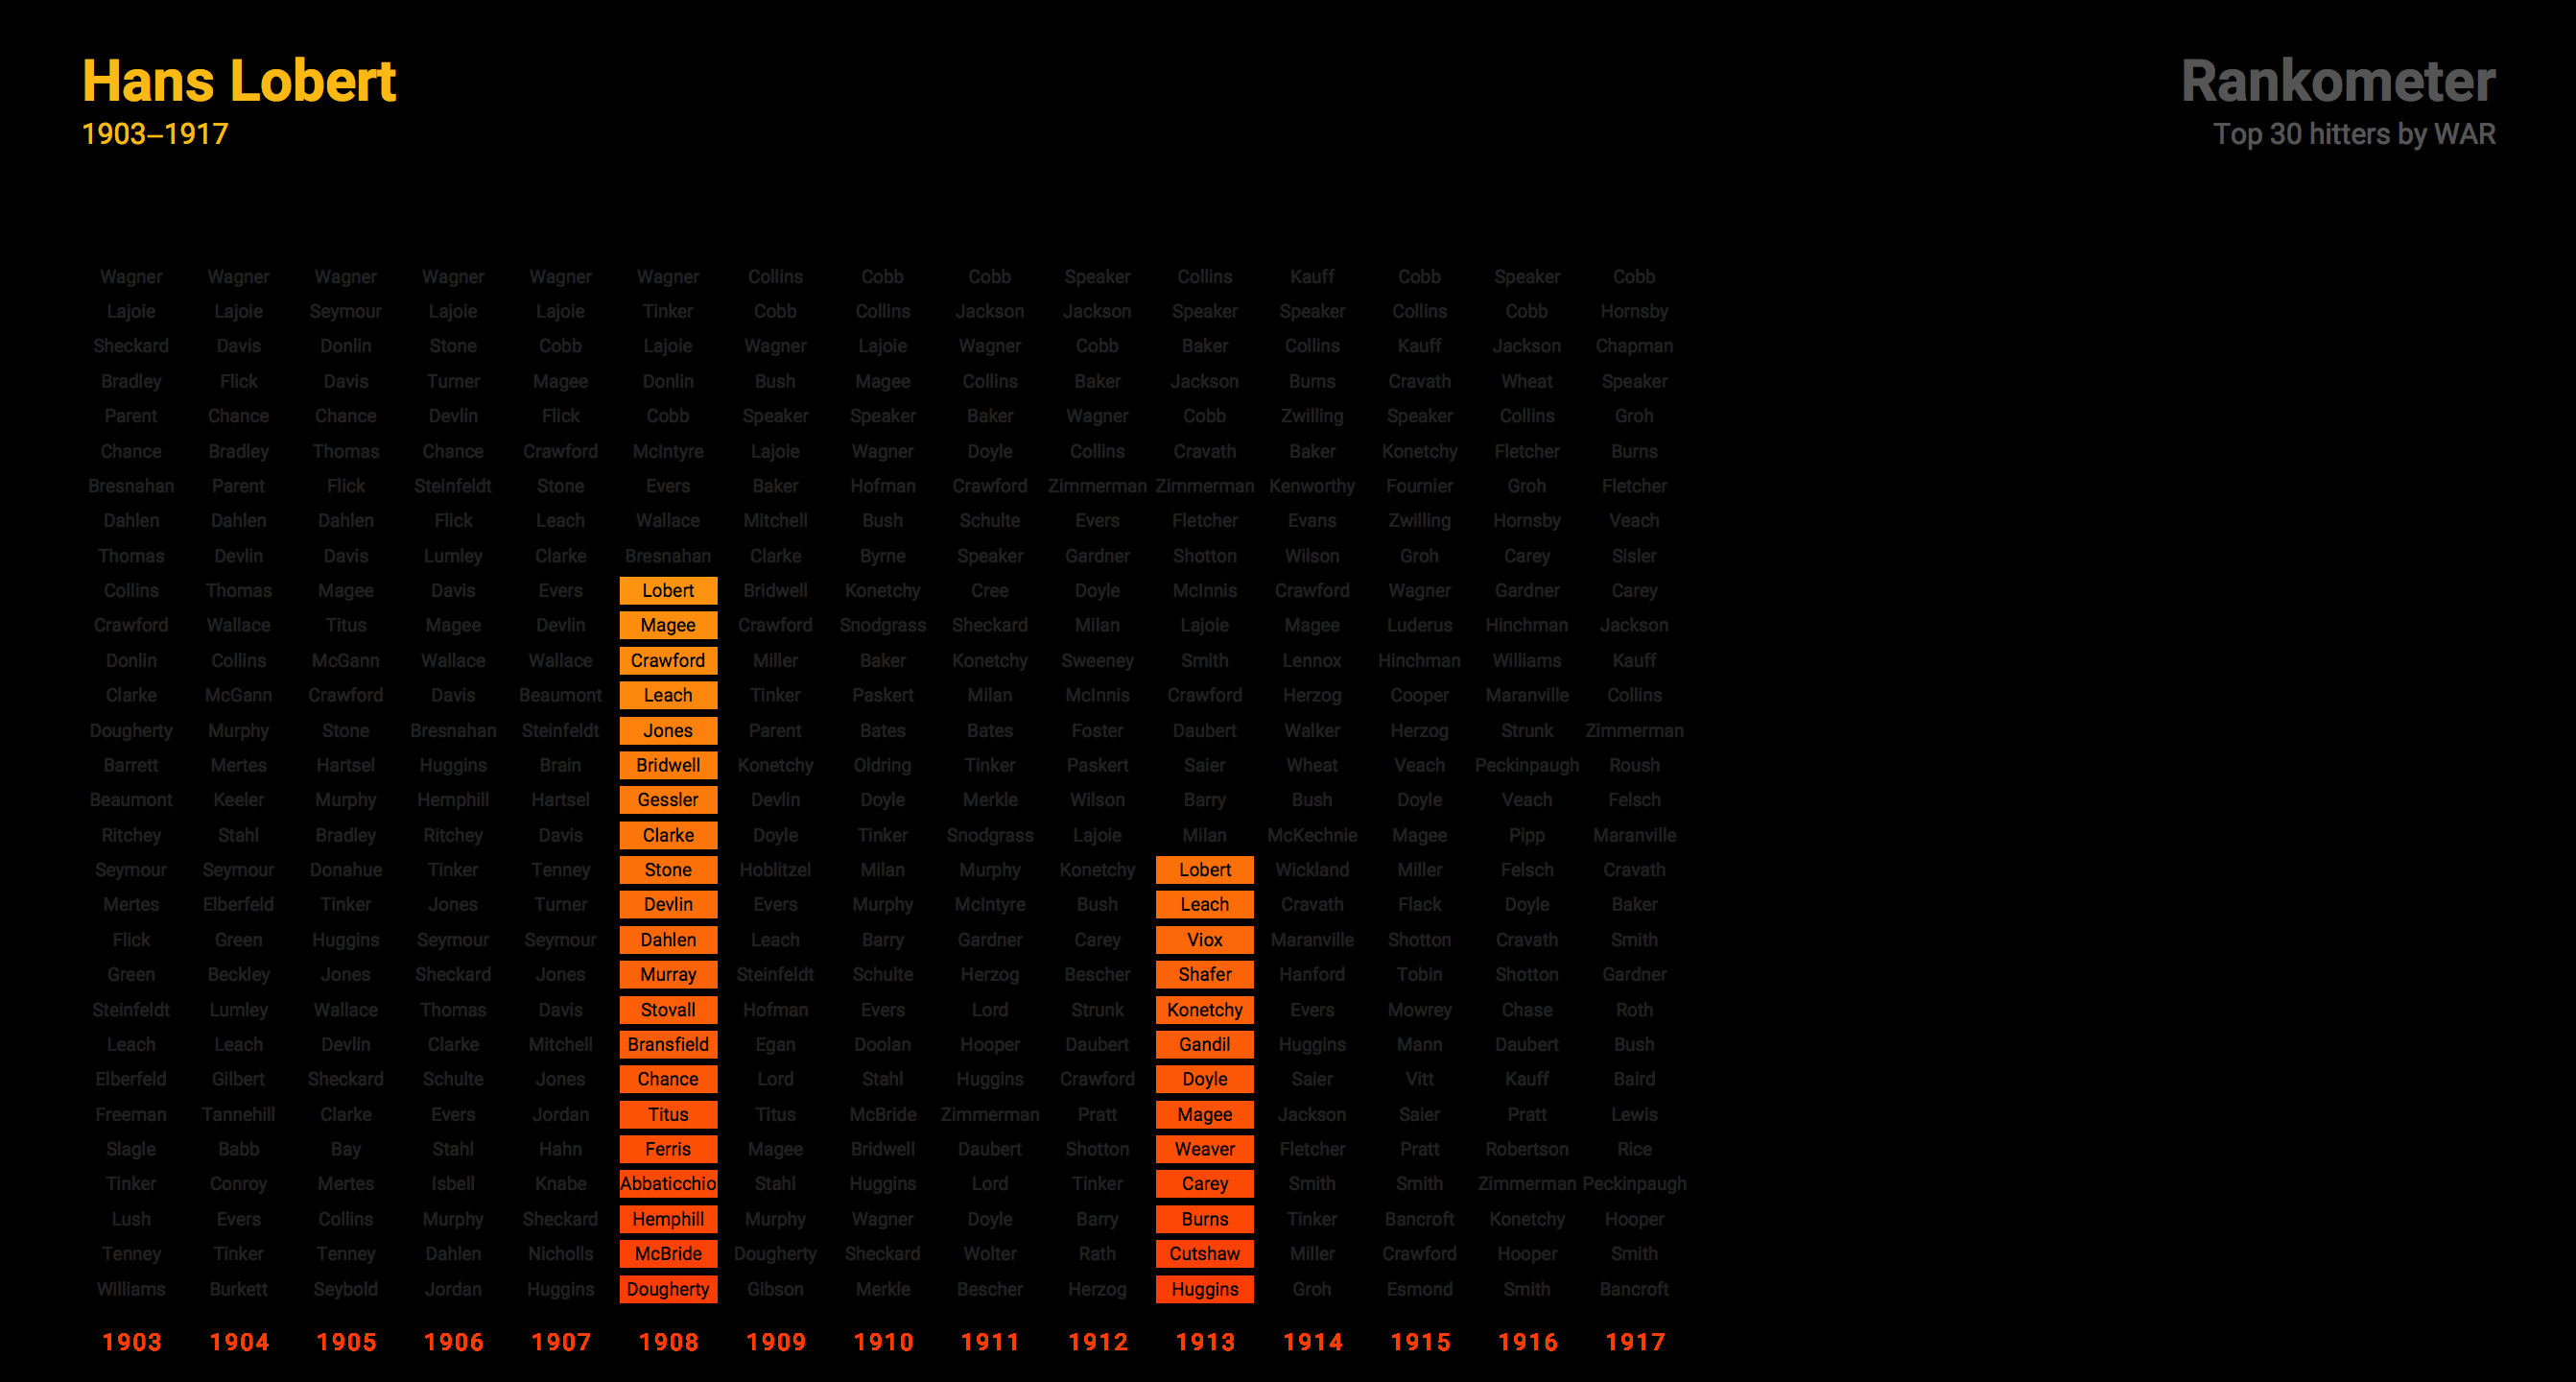 Hans Lobert
1903–1917
Rankometer
Top 30 hitters by WAR
Wagner Wagner Wagner Wagner Wagner Wagner Collins Cobb Cobb Speaker Collins Kauff Cobb Speaker Cobb
Lajoie Lajoie Seymour Lajoie Lajoie Tinker Cobb Collins Jackson Jackson Speaker Speaker Collins Cobb Hornsby
Sheckard Davis Donlin Stone Cobb Lajoie Wagner Lajoie Wagner Cobb Baker Collins Kauff Jackson Chapman
Bradley Flick Davis Turner Magee Donlin Bush Magee Collins Baker Jackson Burns Cravath Wheat Speaker
Parent Chance Chance Devlin Flick Cobb Speaker Speaker Baker Wagner Cobb Zwilling Speaker Collins Groh
Chance Bradley Thomas Chance Crawford McIntyre Lajoie Wagner Doyle Collins Cravath Baker Konetchy Fletcher Burns
Bresnahan Parent Flick Steinfeldt Stone Evers Baker Hofman Crawford Zimmerman Zimmerman Kenworthy Fournier Groh Fletcher
Dahlen Dahlen Dahlen Flick Leach Wallace Mitchell Bush Schulte Evers Fletcher Evans Zwilling Hornsby Veach
Thomas Devlin Davis Lumley Clarke Bresnahan Clarke Byrne Speaker Gardner Shotton Wilson Groh Carey Sisler
Collins Thomas Magee Davis Evers Lobert Bridwell Konetchy Cree Doyle McInnis Crawford Wagner Gardner Carey
Crawford Wallace Titus Magee Devlin Magee Crawford Snodgrass Sheckard Milan Lajoie Magee Luderus Hinchman Jackson
Donlin Collins McGann Wallace Wallace Crawford Miller Baker Konetchy Sweeney Smith Lennox Hinchman Williams Kauff
Clarke McGann Crawford Davis Beaumont Leach Tinker Paskert Milan McInnis Crawford Herzog Cooper Maranville Collins
Dougherty Murphy Stone Bresnahan Steinfeldt Jones Parent Bates Bates Foster Daubert Walker Herzog Strunk Zimmerman
Barrett Mertes Hartsel Huggins Brain Bridwell Konetchy Oldring Tinker Paskert Saier Wheat Veach Peckinpaugh Roush
Beaumont Keeler Murphy Hemphill Hartsel Gessler Devlin Doyle Merkle Wilson Barry Bush Doyle Veach Felsch
Ritchey Stahl Bradley Ritchey Davis Clarke Doyle Tinker Snodgrass Lajoie Milan McKechnie Magee Pipp Maranville
Seymour Seymour Donahue Tinker Tenney Stone Hoblitzel Milan Murphy Konetchy Lobert Wickland Miller Felsch Cravath
Mertes Elberfeld Tinker Jones Turner Devlin Evers Murphy McIntyre Bush Leach Cravath Flack Doyle Baker
Flick Green Huggins Seymour Seymour Dahlen Leach Barry Gardner Carey Viox Maranville Shotton Cravath Smith
Green Beckley Jones Sheckard Jones Murray Steinfeldt Schulte Herzog Bescher Shafer Hanford Tobin Shotton Gardner
Steinfeldt Lumley Wallace Thomas Davis Stovall Hofman Evers Lord Strunk Konetchy Evers Mowrey Chase Roth
Leach Leach Devlin Clarke Mitchell Bransfield Egan Doolan Hooper Daubert Gandil Huggins Mann Daubert Bush
Elberfeld Gilbert Sheckard Schulte Jones Chance Lord Stahl Huggins Crawford Doyle Saier Vitt Kauff Baird
Freeman Tannehill Clarke Evers Jordan Titus Titus McBride Zimmerman Pratt Magee Jackson Saier Pratt Lewis
Slagle Babb Bay Stahl Hahn Ferris Magee Bridwell Daubert Shotton Weaver Fletcher Pratt Robertson Rice
Tinker Conroy Mertes Isbell Knabe Abbaticchio Stahl Huggins Lord Tinker Carey Smith Smith Zimmerman Peckinpaugh
Lush Evers Collins Murphy Sheckard Hemphill Murphy Wagner Doyle Barry Burns Tinker Bancroft Konetchy Hooper
Tenney Tinker Tenney Dahlen Nicholls McBride Dougherty Sheckard Wolter Rath Cutshaw Miller Crawford Hooper Smith
Williams Burkett Seybold Jordan Huggins Dougherty Gibson Merkle Bescher Herzog Huggins Groh Esmond Smith Bancroft
1903 1904 1905 1906 1907 1908 1909 1910 1911 1912 1913 1914 1915 1916 1917